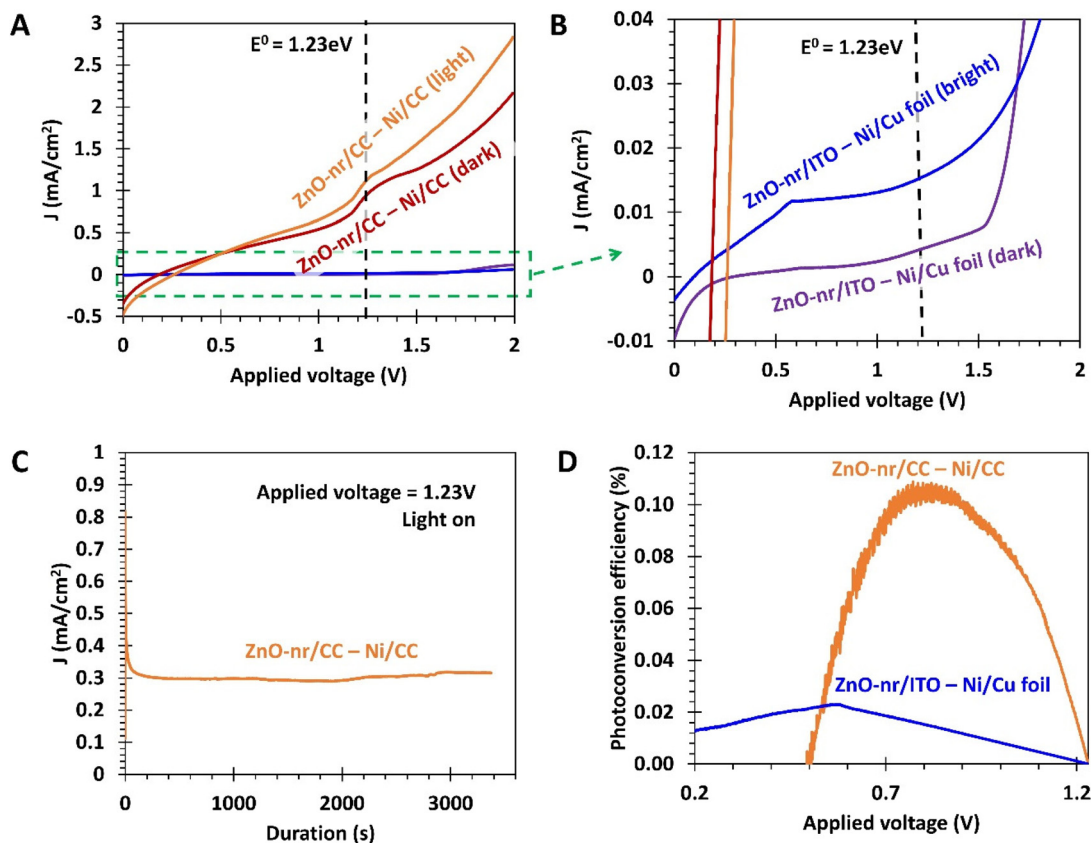 A
E⁰ = 1.23eV
ZnO-nr/CC – Ni/CC (light)
ZnO-nr/CC – Ni/CC (dark)
J (mA/cm²)
3
2.5
2
1.5
1
0.5
0
-0.5
0
0.5
1
1.5
2
Applied voltage (V)
B
E⁰ = 1.23eV
ZnO-nr/ITO – Ni/Cu foil (bright)
ZnO-nr/ITO – Ni/Cu foil (dark)
J (mA/cm²)
0.04
0.03
0.02
0.01
0
-0.01
0
0.5
1
1.5
2
Applied voltage (V)
C
Applied voltage = 1.23V
Light on
ZnO-nr/CC – Ni/CC
J (mA/cm²)
1
0.9
0.8
0.7
0.6
0.5
0.4
0.3
0.2
0.1
0
0
1000
2000
3000
Duration (s)
D
ZnO-nr/CC – Ni/CC
ZnO-nr/ITO – Ni/Cu foil
Photoconversion efficiency (%)
0.12
0.10
0.08
0.06
0.04
0.02
0.00
0.2
0.7
1.2
Applied voltage (V)